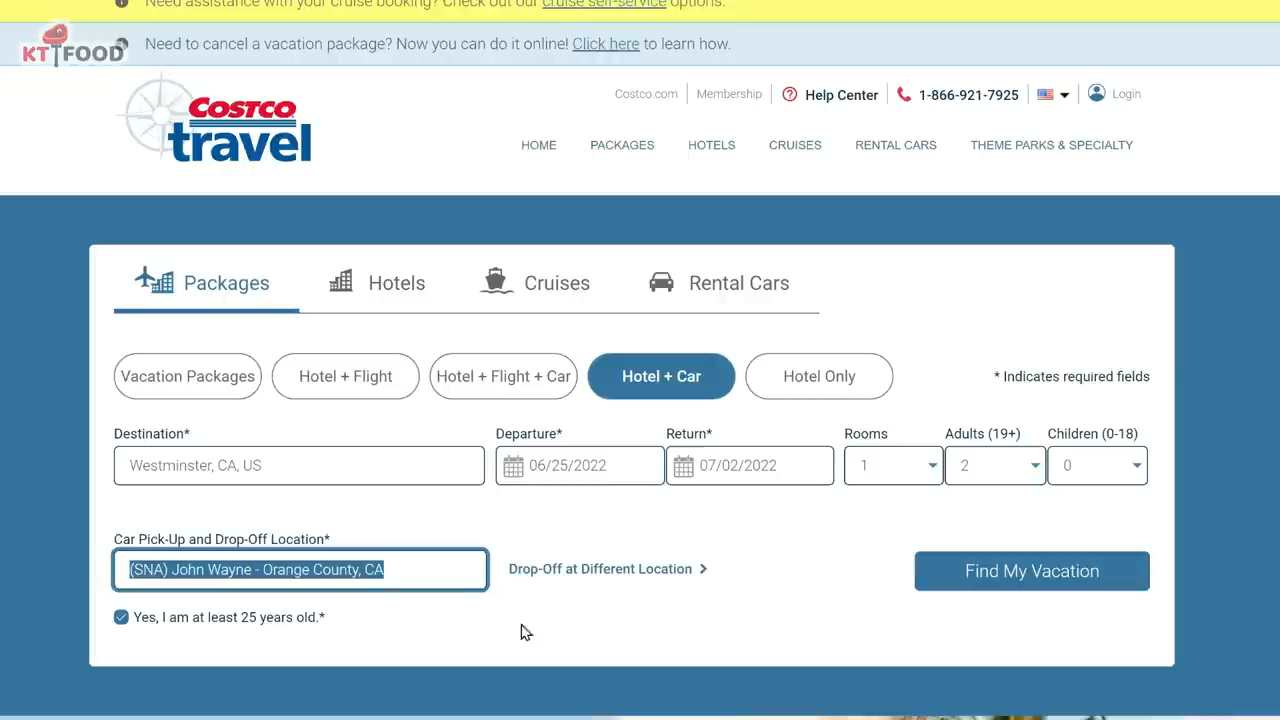 Need assistance with your cruise booking? Check out our cruise self-service options.
Need to cancel a vacation package? Now you can do it online! Click here to learn how.
KT FOOD
Costco travel
Costco.com Membership Help Center 1-866-921-7925 Login
HOME PACKAGES HOTELS CRUISES RENTAL CARS THEME PARKS & SPECIALTY
Packages Hotels Cruises Rental Cars
Vacation Packages Hotel + Flight Hotel + Flight + Car Hotel + Car Hotel Only * Indicates required fields
Destination* Departure* Return* Rooms Adults (19+) Children (0-18)
Westminster, CA, US 06/25/2022 07/02/2022 1 2 0
Car Pick-Up and Drop-Off Location*
(SNA) John Wayne - Orange County, CA Drop-Off at Different Location Find My Vacation
Yes, I am at least 25 years old.*